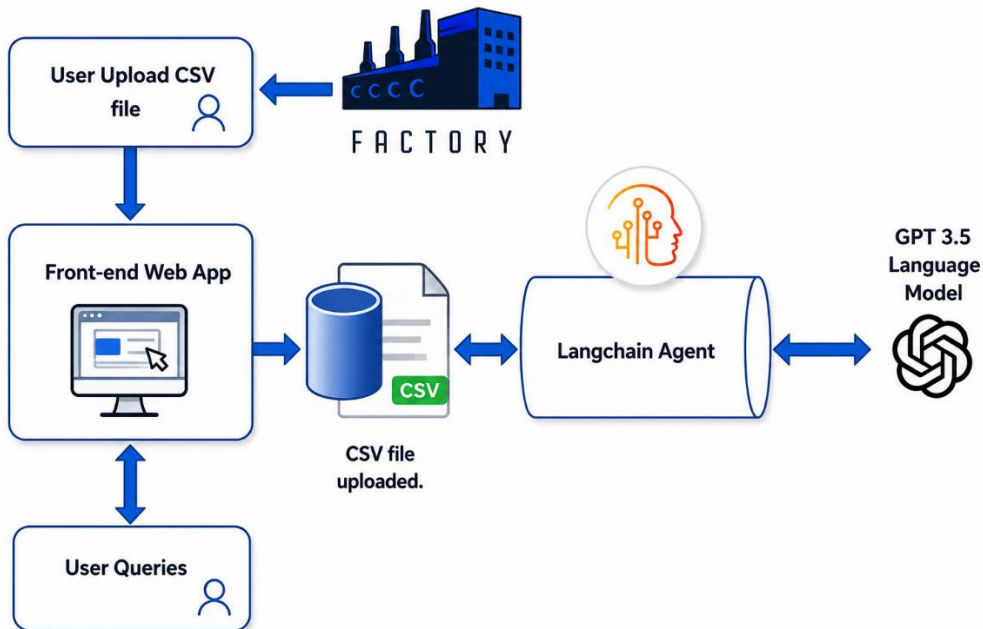 User Upload CSV
file
C C C C
FACTORY
Front-end Web App
CSV
CSV file
uploaded.
Langchain Agent
GPT 3.5
Language
Model
User Queries